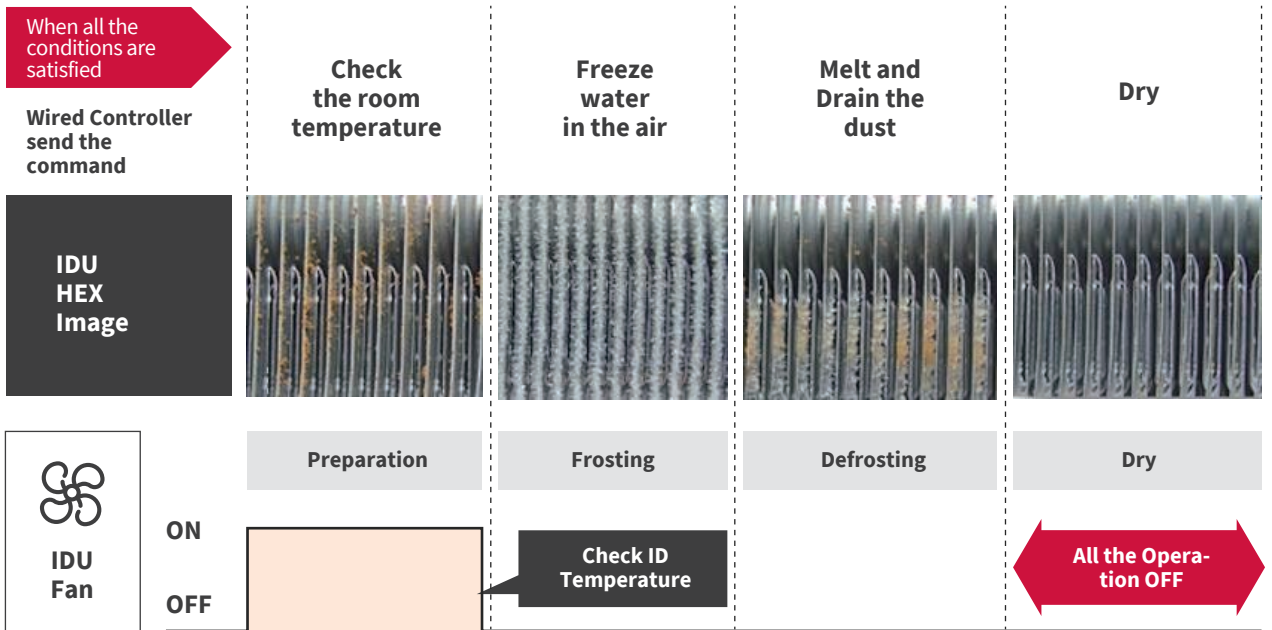 When all the
conditions are
satisfied
Wired Controller
send the
command
Check
the room
temperature
Freeze
water
in the air
Melt and
Drain the
dust
Dry
IDU
HEX
Image
Preparation
Frosting
Defrosting
Dry
IDU
Fan
ON
OFF
Check ID
Temperature
All the Opera-
tion OFF